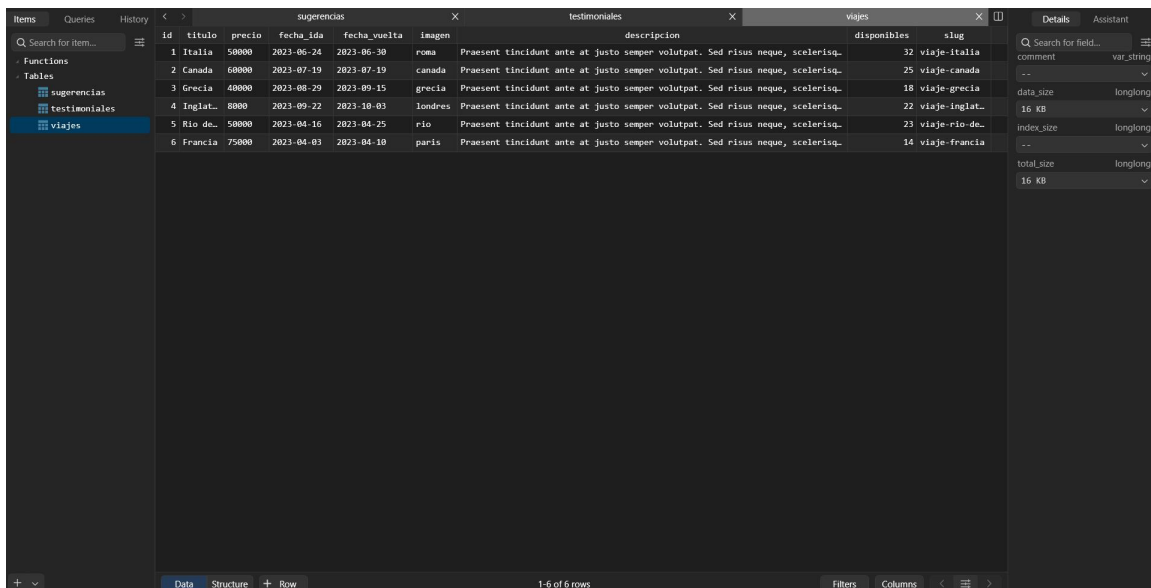 Items Queries History
Search for item...
Functions
Tables
sugerencias
testimoniales
viajes
sugerencias testimoniales viajes
id titulo precio fecha_ida fecha_vuelta imagen descripcion disponibles slug
1 Italia 50000 2023-06-24 2023-06-30 roma Praesent tincidunt ante at justo semper volutpat. Sed risus neque, scelerisq… 32 viaje-italia
2 Canada 60000 2023-07-19 2023-07-19 canada Praesent tincidunt ante at justo semper volutpat. Sed risus neque, scelerisq… 25 viaje-canada
3 Grecia 40000 2023-08-29 2023-09-15 grecia Praesent tincidunt ante at justo semper volutpat. Sed risus neque, scelerisq… 18 viaje-grecia
4 Inglat… 8000 2023-09-22 2023-10-03 londres Praesent tincidunt ante at justo semper volutpat. Sed risus neque, scelerisq… 22 viaje-inglat…
5 Rio de… 50000 2023-04-16 2023-04-25 rio Praesent tincidunt ante at justo semper volutpat. Sed risus neque, scelerisq… 23 viaje-rio-de…
6 Francia 75000 2023-04-03 2023-04-10 paris Praesent tincidunt ante at justo semper volutpat. Sed risus neque, scelerisq… 14 viaje-francia
Data Structure + Row 1-6 of 6 rows Filters Columns
Details Assistant
Search for field...
comment var_string
--
data_size longlong
16 KB
index_size longlong
--
total_size longlong
16 KB